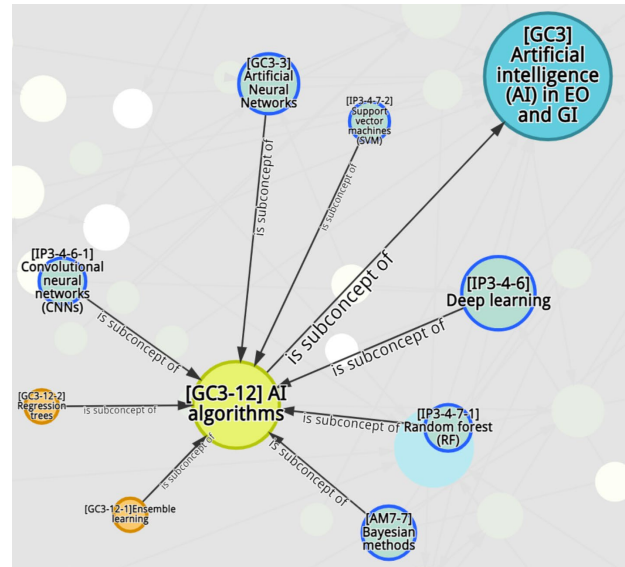 [GC3]
Artificial
intelligence
(AI) in EO
and GI
[GC3-3]
Artificial
Neural
Networks
[IP3-4-7-2]
Support
vector
machines
(SVM)
is subconcept of
is subconcept of
is subconcept of
[IP3-4-6-1]
Convolutional
neural
networks
(CNNs)
is subconcept of
[IP3-4-6]
Deep learning
is subconcept of
[GC3-12] AI
algorithms
[GC3-12-2]
Regression
trees
is subconcept of
[IP3-4-7-1]
Random forest
(RF)
is subconcept of
[GC3-12-1]Ensemble
learning
is subconcept of
[AM7-7]
Bayesian
methods
is subconcept of